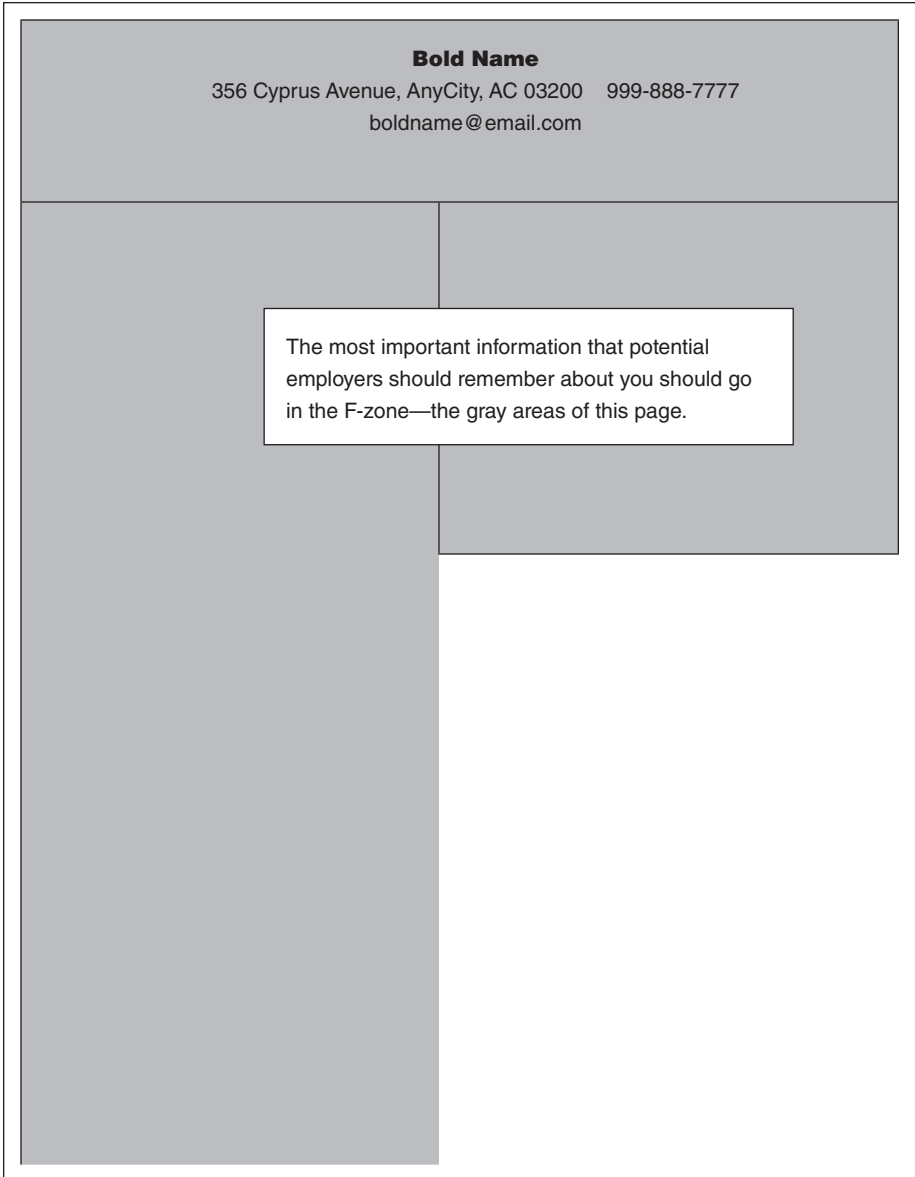 Bold Name
356 Cyprus Avenue, AnyCity, AC 03200 999-888-7777
boldname@email.com
The most important information that potential
employers should remember about you should go
in the F-zone—the gray areas of this page.